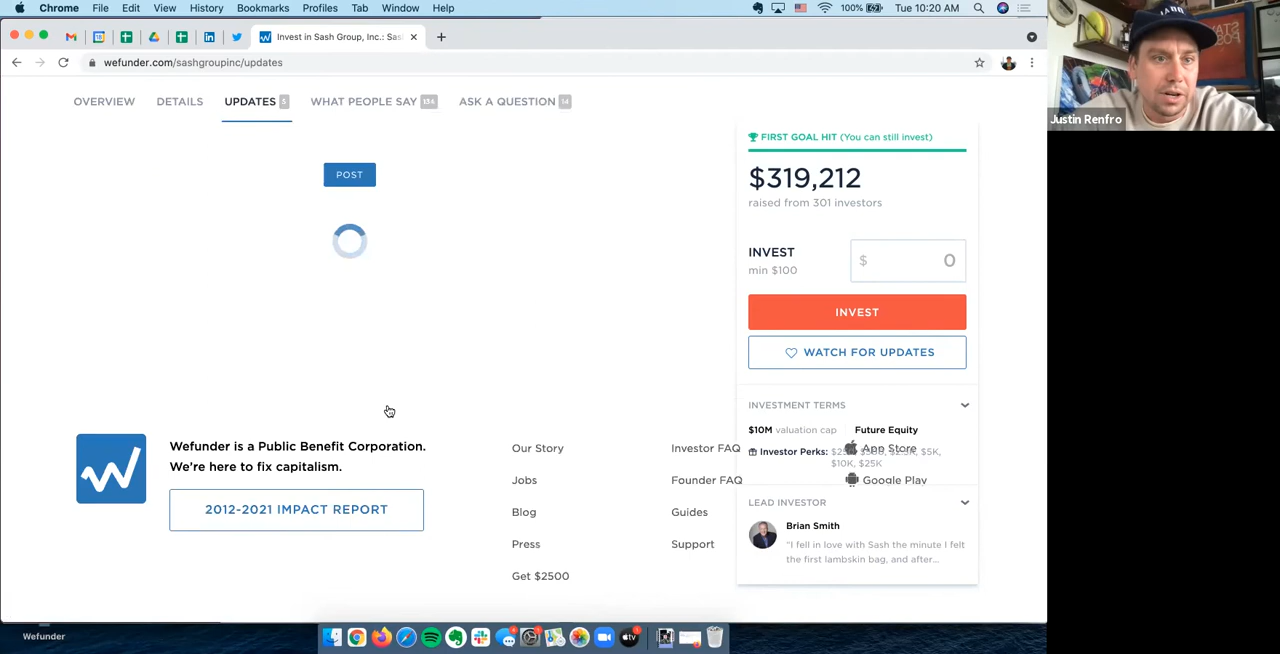 Chrome File Edit View History Bookmarks Profiles Tab Window Help 100% Tue 10:20 AM
Invest in Sash Group, Inc.: Sas
wefunder.com/sashgroupinc/updates
OVERVIEW DETAILS UPDATES 5 WHAT PEOPLE SAY ASK A QUESTION 14
Justin Renfro
FIRST GOAL HIT (You can still invest)
POST
$319,212
raised from 301 investors
INVEST
min $100
$ 0
INVEST
WATCH FOR UPDATES
INVESTMENT TERMS
$10M valuation cap Future Equity
Investor Perks: $5K,
$10K, $25K
LEAD INVESTOR
Brian Smith
“I fell in love with Sash the minute I felt
the first lambskin bag, and after...
Wefunder is a Public Benefit Corporation.
We’re here to fix capitalism.
2012-2021 IMPACT REPORT
Our Story
Jobs
Blog
Press
Get $2500
Investor FAQ
Founder FAQ
Guides
Support
App Store
Google Play
Wefunder